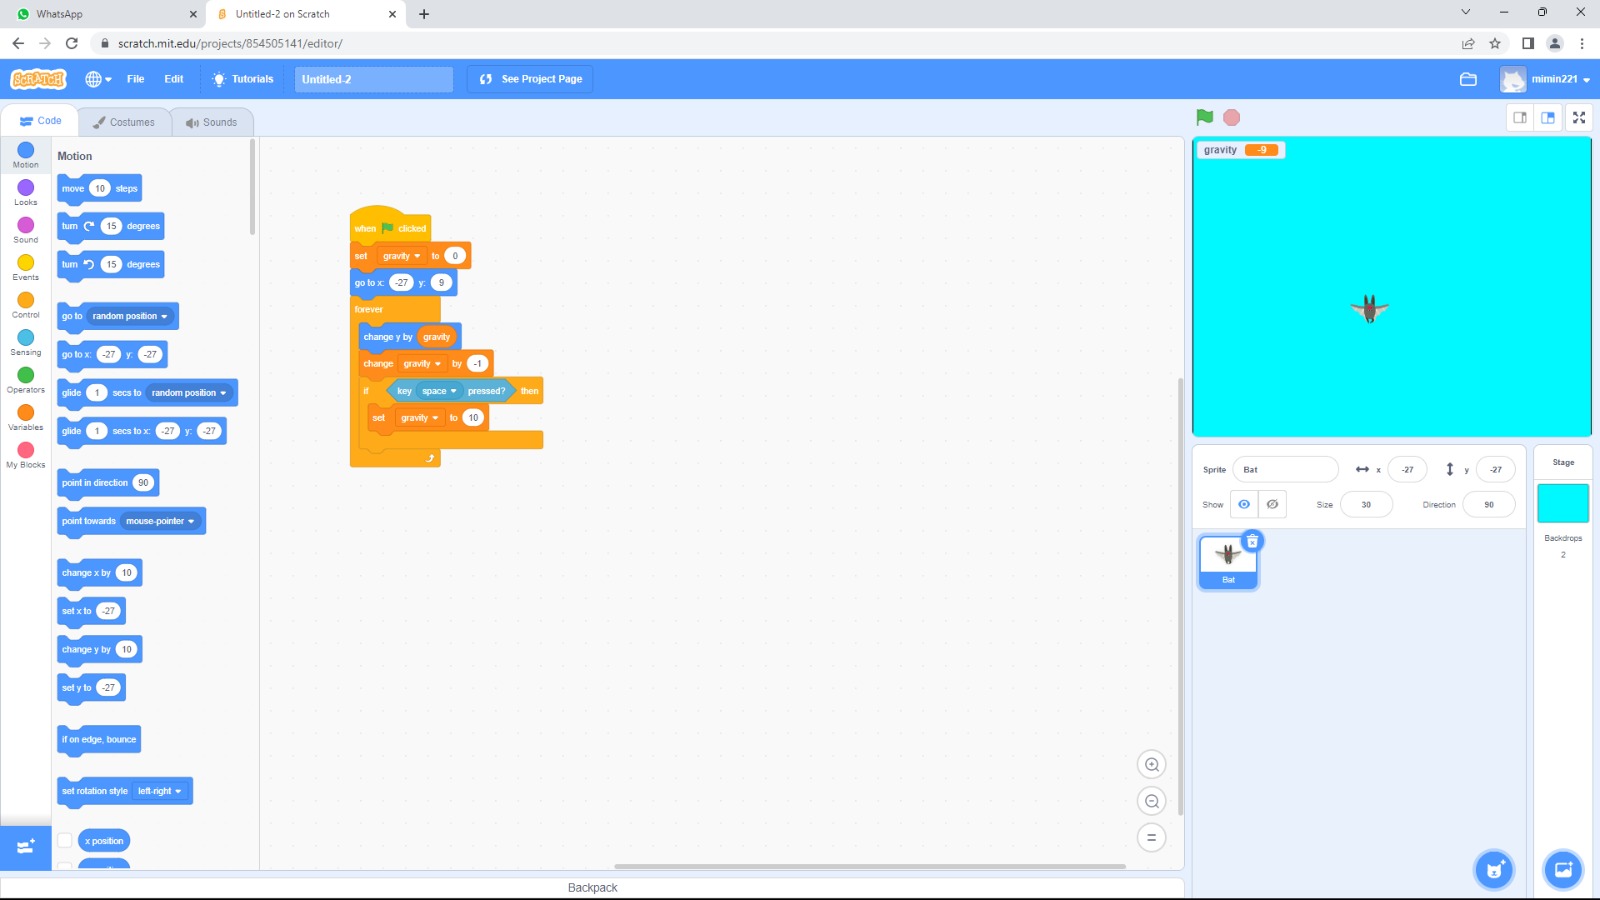 WhatsApp
Untitled-2 on Scratch
scratch.mit.edu/projects/854505141/editor/
SCRATCH File Edit Tutorials Untitled-2 See Project Page mimin221
Code Costumes Sounds
Motion
Looks
Sound
Events
Control
Sensing
Operators
Variables
My Blocks
Motion
move 10 steps
turn 15 degrees
turn 15 degrees
go to random position
go to x: -27 y: -27
glide 1 secs to random position
glide 1 secs to x: -27 y: -27
point in direction 90
point towards mouse-pointer
change x by 10
set x to -27
change y by 10
set y to -27
if on edge, bounce
set rotation style left-right
x position
when clicked
set gravity to 0
go to x: -27 y: 9
forever
change y by gravity
change gravity by -1
if key space pressed? then
set gravity to 10
gravity -9
Sprite Bat x -27 y -27
Show Size 30 Direction 90
Bat
Stage
Backdrops
2
Backpack